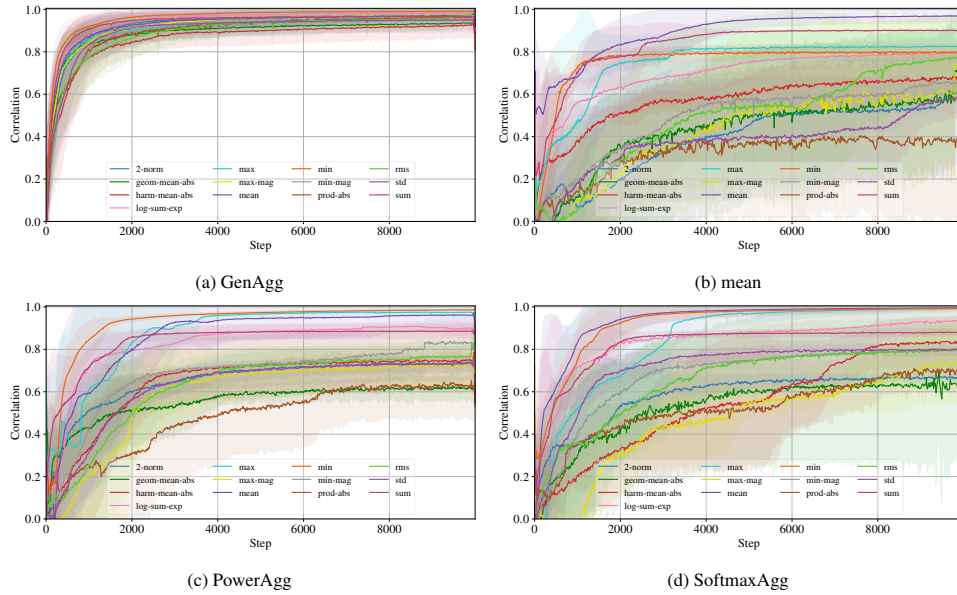 1.0
0.8
0.6
0.4
0.2
0.0
Correlation
2-norm max min rms
geom-mean-abs max-mag min-mag std
harm-mean-abs mean prod-abs sum
log-sum-exp
0 2000 4000 6000 8000
Step
(a) GenAgg
1.0
0.8
0.6
0.4
0.2
0.0
Correlation
2-norm max min rms
geom-mean-abs max-mag min-mag std
harm-mean-abs mean prod-abs sum
log-sum-exp
0 2000 4000 6000 8000
Step
(b) mean
1.0
0.8
0.6
0.4
0.2
0.0
Correlation
2-norm max min rms
geom-mean-abs max-mag min-mag std
harm-mean-abs mean prod-abs sum
log-sum-exp
0 2000 4000 6000 8000
Step
(c) PowerAgg
1.0
0.8
0.6
0.4
0.2
0.0
Correlation
2-norm max min rms
geom-mean-abs max-mag min-mag std
harm-mean-abs mean prod-abs sum
log-sum-exp
0 2000 4000 6000 8000
Step
(d) SoftmaxAgg